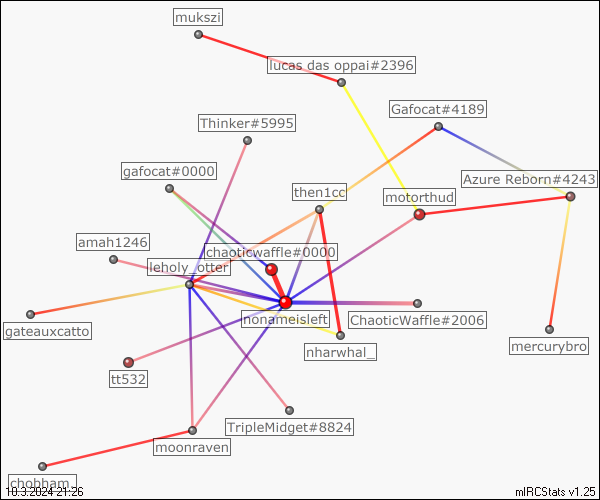 mukszi
lucas das oppai#2396
Gafocat#4189
Thinker#5995
gafocat#0000
Azure Reborn#4243
then1cc
motorthud
amah1246
chaoticwaffle#0000
leholy_otter
nonameisleft
ChaoticWaffle#2006
gateauxcatto
nharwhal_
mercurybro
tt532
TripleMidget#8824
moonraven
chobham_
10.3.2024 21:26
mIRCStats v1.25